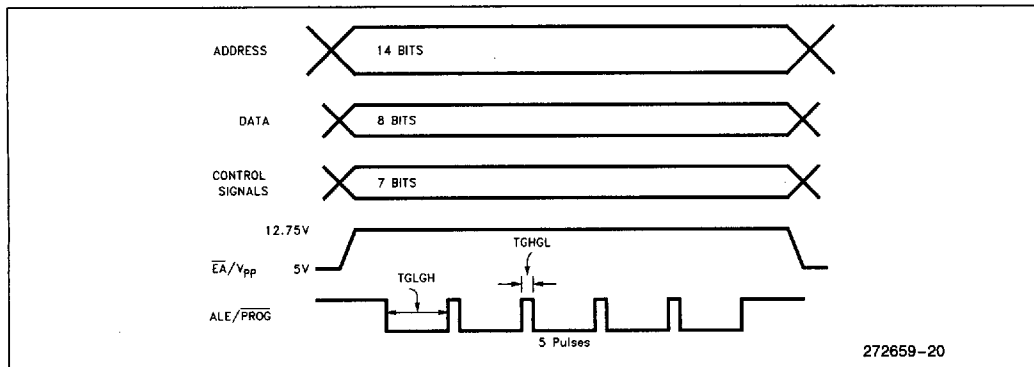 ADDRESS
14 BITS
DATA
8 BITS
CONTROL
SIGNALS
7 BITS
12.75V
EA/VPP
5V
TGLGH
TGHGL
ALE/PROG
5 Pulses
272659-20